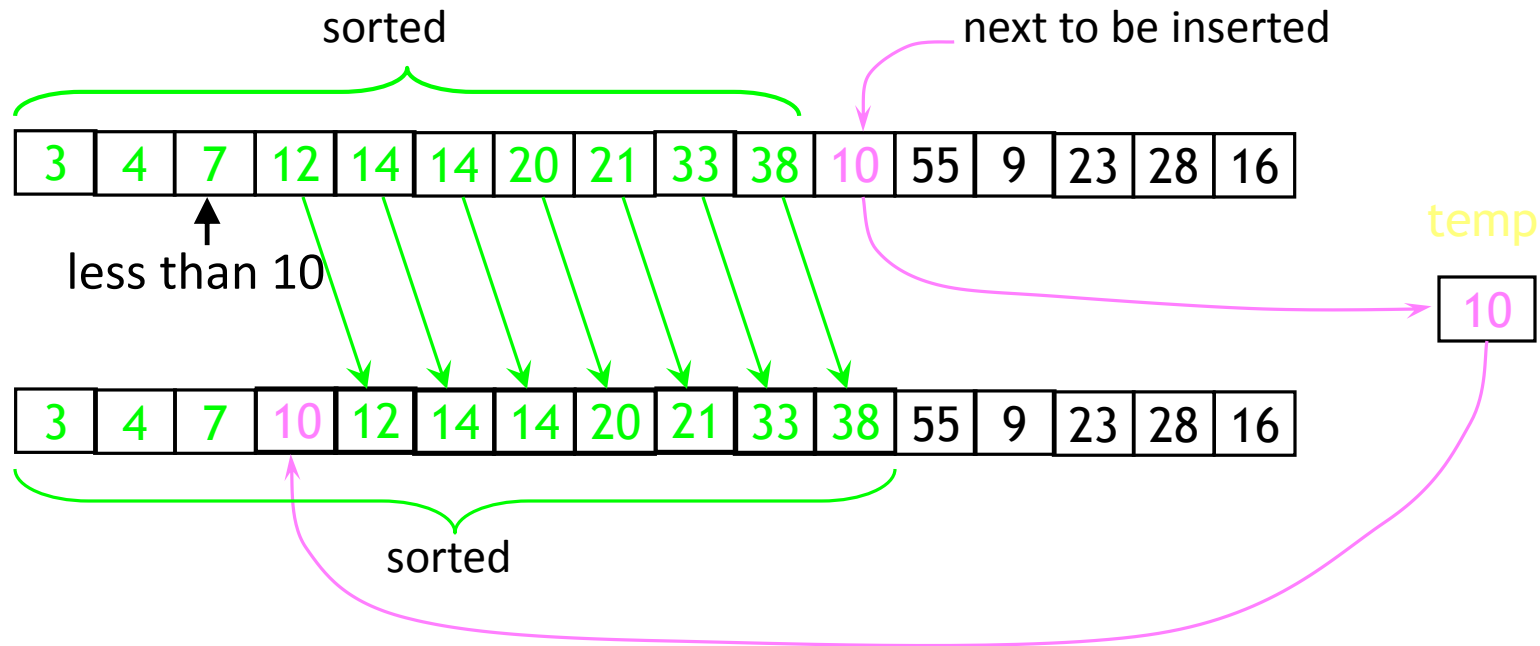 sorted
next to be inserted
3 4 7 12 14 14 20 21 33 38 10 55 9 23 28 16
temp
less than 10
10
3 4 7 10 12 14 14 20 21 33 38 55 9 23 28 16
sorted